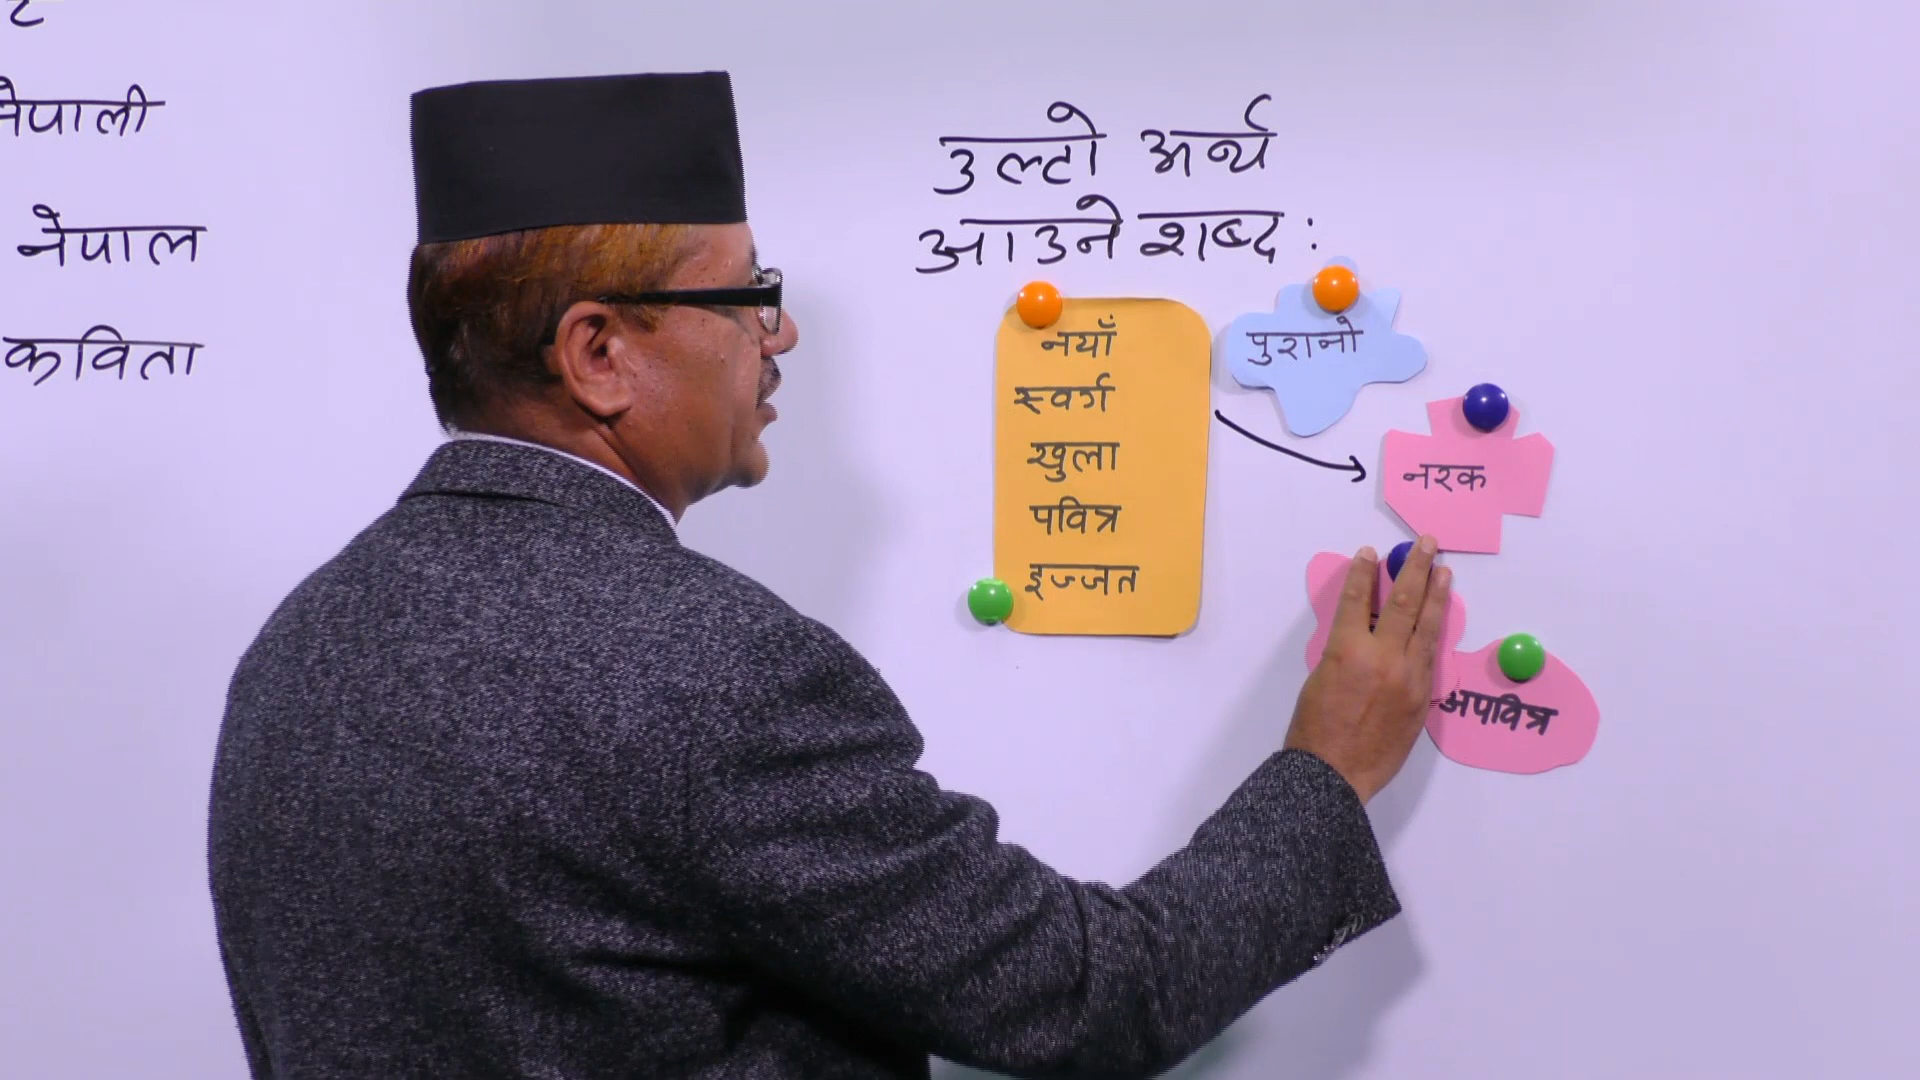 नेपाली
नेपाल
कविता
उल्टो अर्थ
आउने शब्द :
नयाँ
स्वर्ग
खुला
पवित्र
इज्जत
पुरानो
नरक
अपवित्र